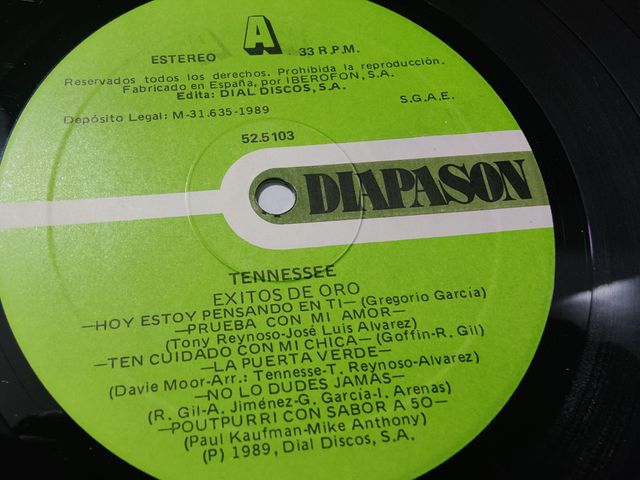 A
ESTEREO 33 R.P.M.
Reservados todos los derechos. Prohibida la reproducción.
Fabricado en España, por IBEROFON, S.A.
Edita: DIAL DISCOS, S.A.
S.G.A.E.
Depósito Legal: M-31.635-1989
52.5103
DIAPASON
TENNESSEE
EXITOS DE ORO
—HOY ESTOY PENSANDO EN TI— (Gregorio García)
—PRUEBA CON MI AMOR—
(Tony Reynoso-José Luis Alvarez)
—TEN CUIDADO CON MI CHICA— (Goffin-R. Gil)
—LA PUERTA VERDE—
(Davie Moor-Arr.: Tennesse-T. Reynoso-Alvarez)
—NO LO DUDES JAMAS—
(R. Gil-A. Jiménez-G. García-I. Arenas)
—POUTPURRI CON SABOR A 50—
(Paul Kaufman-Mike Anthony)
(P) 1989, Dial Discos, S.A.